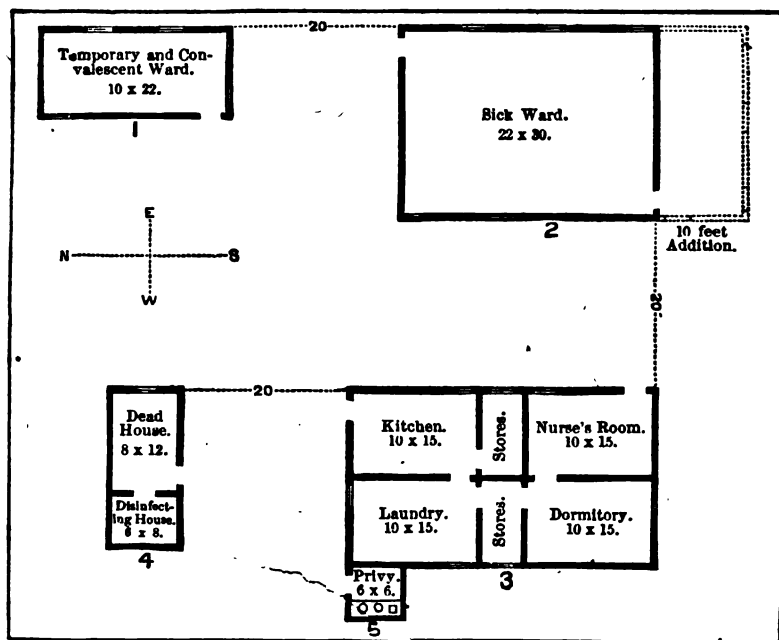 20
Temporary and Con-
valescent Ward.
10 x 22.
1
Sick Ward.
22 x 30.
2
10 feet
Addition.
E
N
S
W
20'
20
Dead
House.
8 x 12.
Disinfect-
ing House.
6 x 8.
4
Kitchen.
10 x 15.
Stores.
Nurse's Room.
10 x 15.
Laundry.
10 x 15.
Stores.
Dormitory.
10 x 15.
3
Privy.
6 x 6.
5